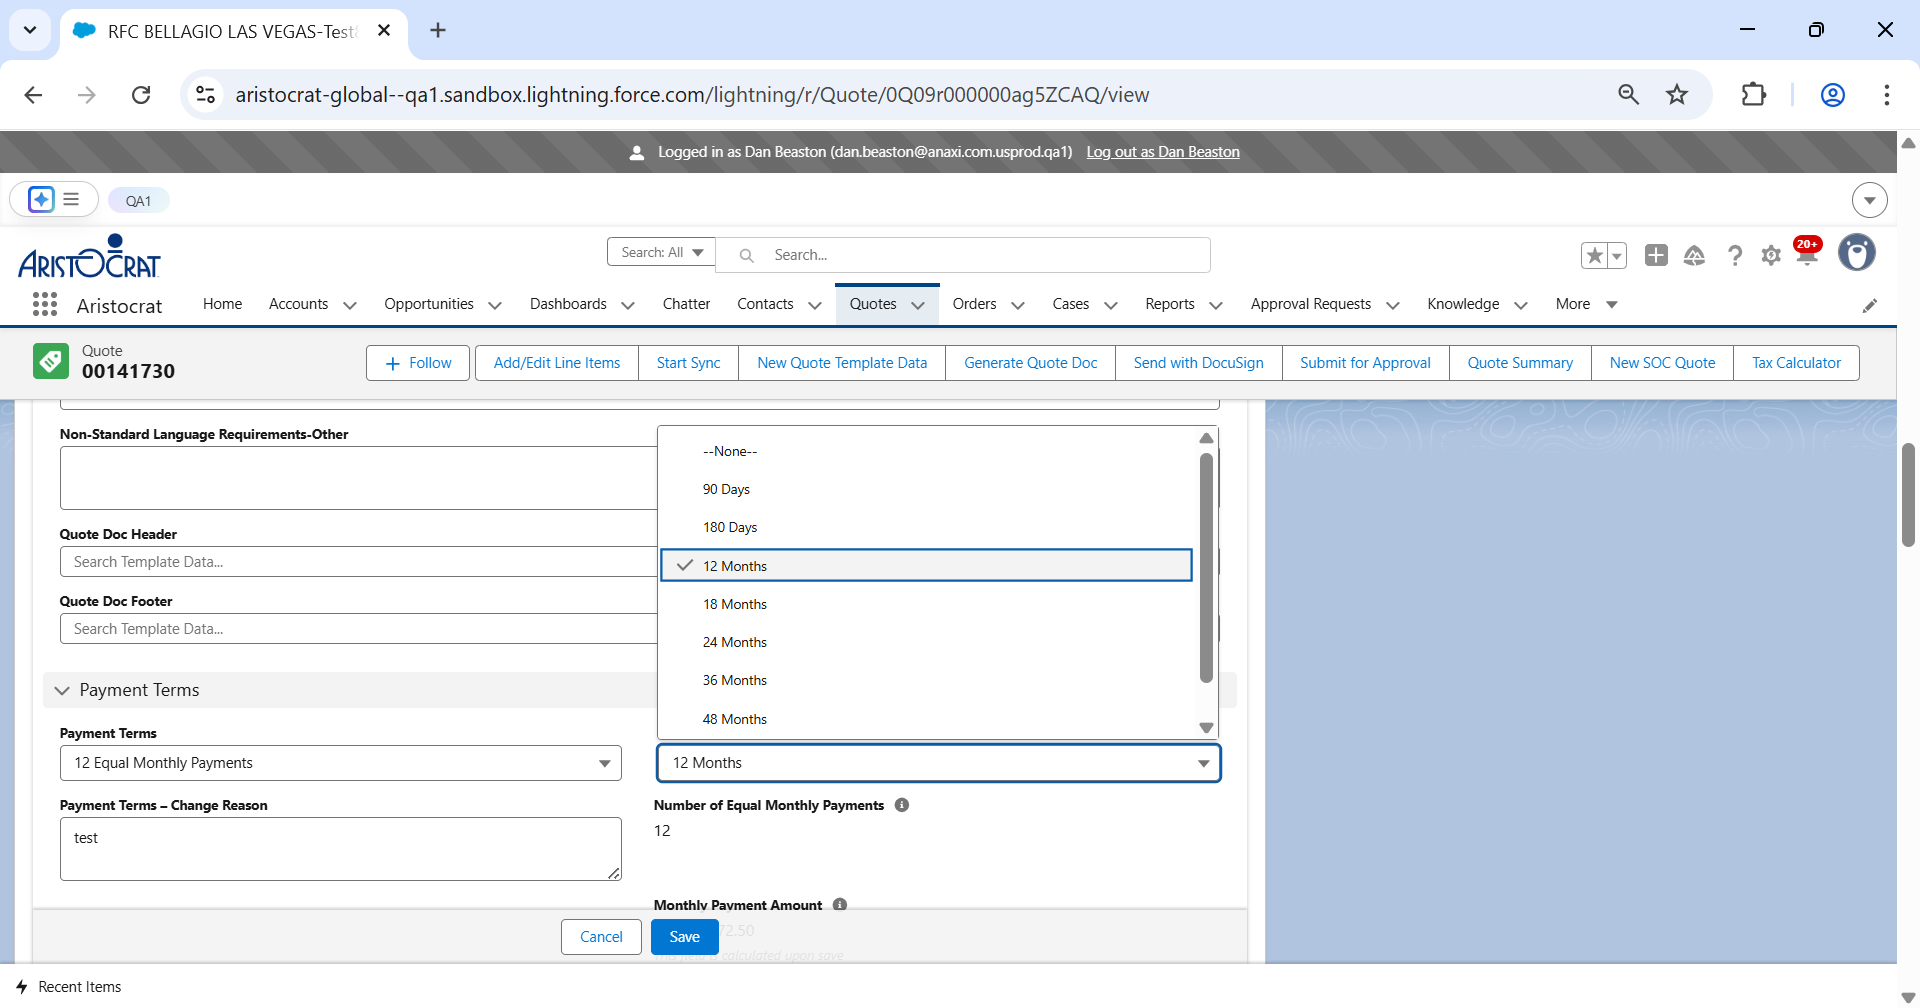 RFC BELLAGIO LAS VEGAS-Test
aristocrat-global--qa1.sandbox.lightning.force.com/lightning/r/Quote/0Q09r000000ag5ZCAQ/view
Logged in as Dan Beaston (dan.beaston@anaxi.com.usprod.qa1) Log out as Dan Beaston
QA1
ARISTOCRAT
Search: All
Search...
20+
Aristocrat
Home
Accounts
Opportunities
Dashboards
Chatter
Contacts
Quotes
Orders
Cases
Reports
Approval Requests
Knowledge
More
Quote
00141730
Follow
Add/Edit Line Items
Start Sync
New Quote Template Data
Generate Quote Doc
Send with DocuSign
Submit for Approval
Quote Summary
New SOC Quote
Tax Calculator
Non-Standard Language Requirements-Other
Quote Doc Header
Search Template Data...
Quote Doc Footer
Search Template Data...
--None--
90 Days
180 Days
12 Months
18 Months
24 Months
36 Months
48 Months
Payment Terms
Payment Terms
12 Equal Monthly Payments
12 Months
Payment Terms – Change Reason
test
Number of Equal Monthly Payments
12
Monthly Payment Amount
72.50
calculated upon save
Cancel
Save
Recent Items